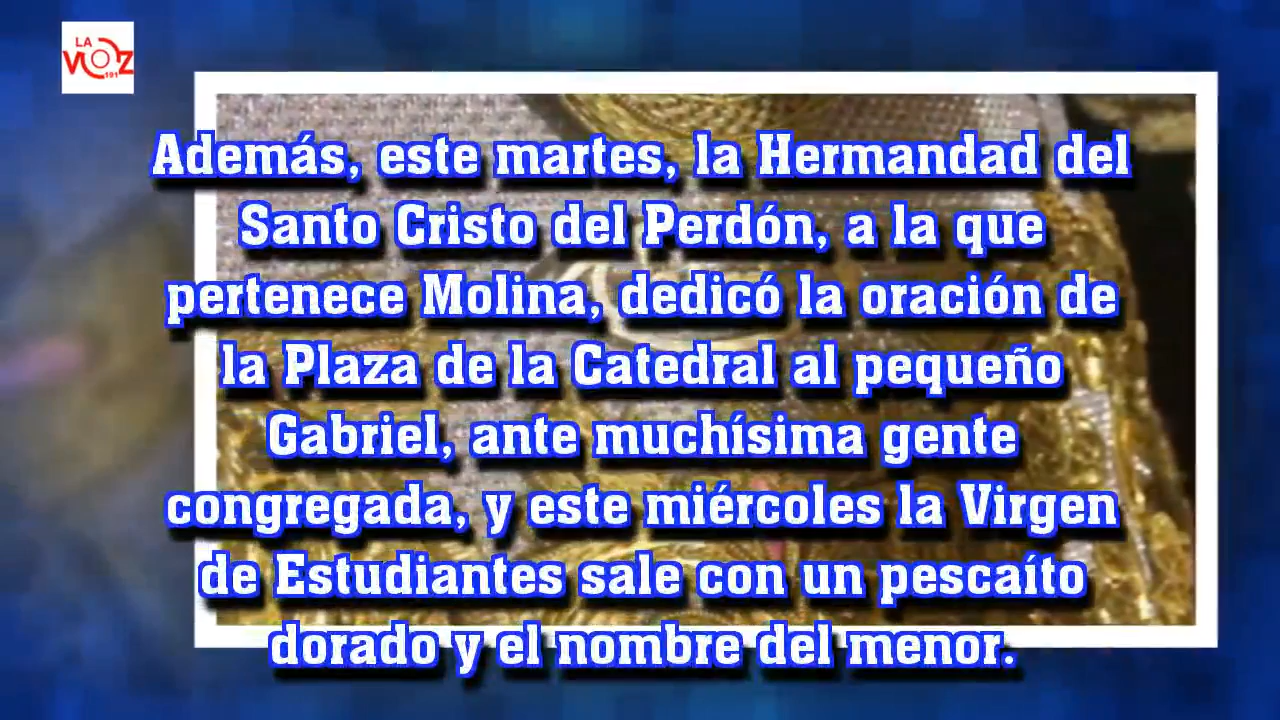 LA
VOZ
101
Además, este martes, la Hermandad del
Santo Cristo del Perdón, a la que
pertenece Molina, dedicó la oración de
la Plaza de la Catedral al pequeño
Gabriel, ante muchísima gente
congregada, y este miércoles la Virgen
de Estudiantes sale con un pescaíto
dorado y el nombre del menor.